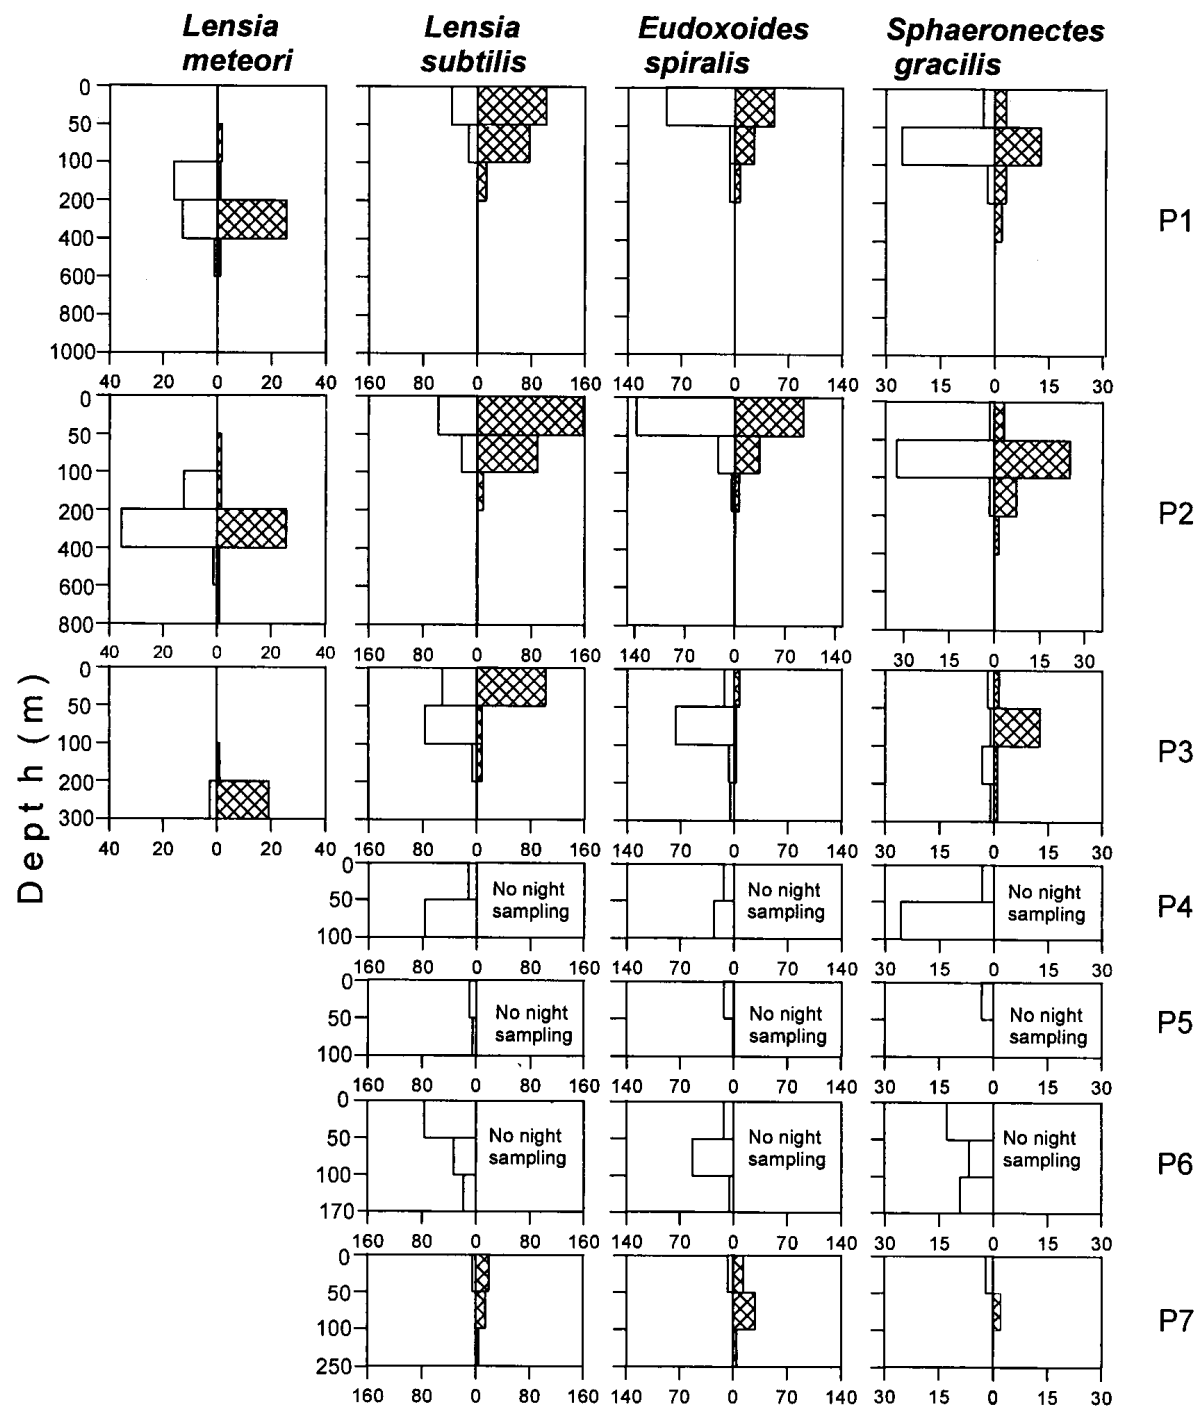 Lensia meteori
Lensia subtilis
Eudoxoides spiralis
Sphaeronectes gracilis
Depth (m)
0
50
100
200
400
600
800
1000
P1
40 20 0 20 40
160 80 0 80 160
140 70 0 70 140
30 15 0 15 30
0
50
100
200
400
600
800
P2
40 20 0 20 40
160 80 0 80 160
70 0 70 140
30 15 0 15 30
0
50
100
200
300
P3
40 20 0 20 40
160 80 0 80 160
140 70 0 70 140
30 15 0 15 30
0
50
100
No night
sampling
No night
sampling
No night
sampling
P4
160 80 0 80 160
140 70 0 70 140
30 15 0 15 30
0
50
100
No night
sampling
No night
sampling
No night
sampling
P5
160 80 0 80 160
140 70 0 70 140
30 15 0 15 30
0
50
100
170
No night
sampling
No night
sampling
No night
sampling
P6
160 80 0 80 160
140 70 0 70 140
30 15 0 15 30
0
50
100
250
P7
160 80 0 80 160
140 70 0 70 140
30 15 0 15 30